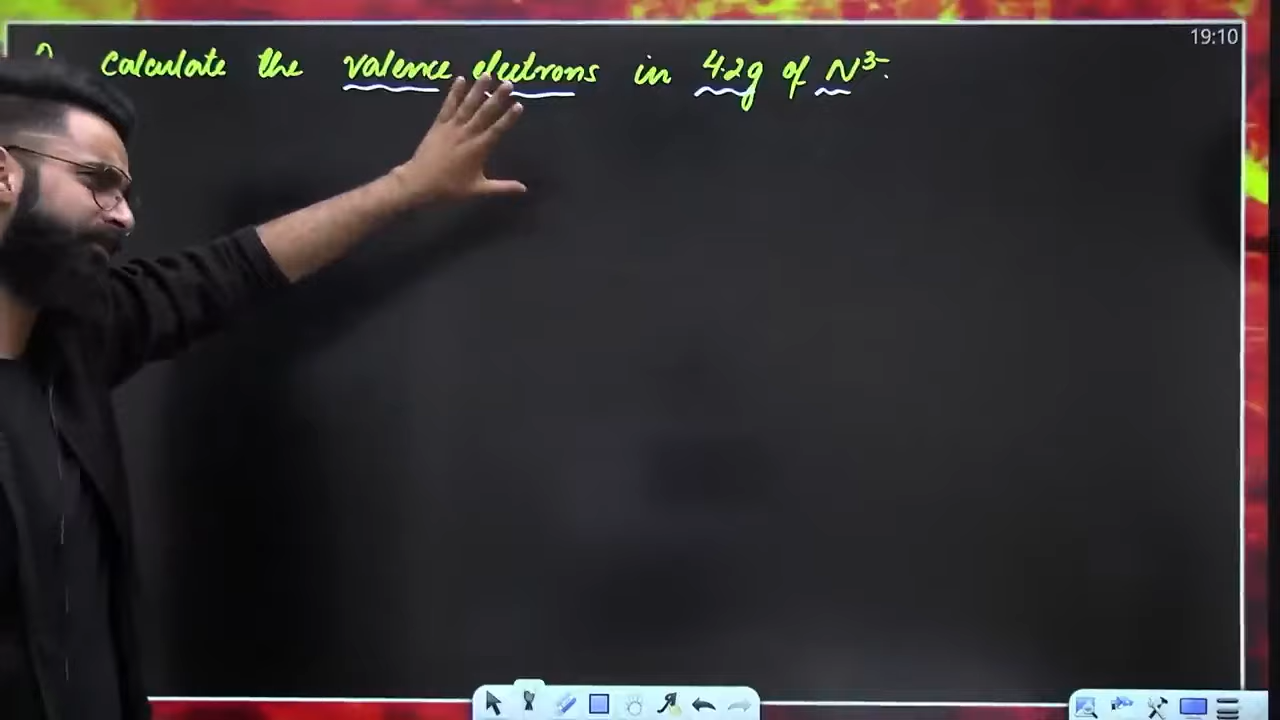 19:10
calculate the valence electrons in 4.2g of N³⁻.